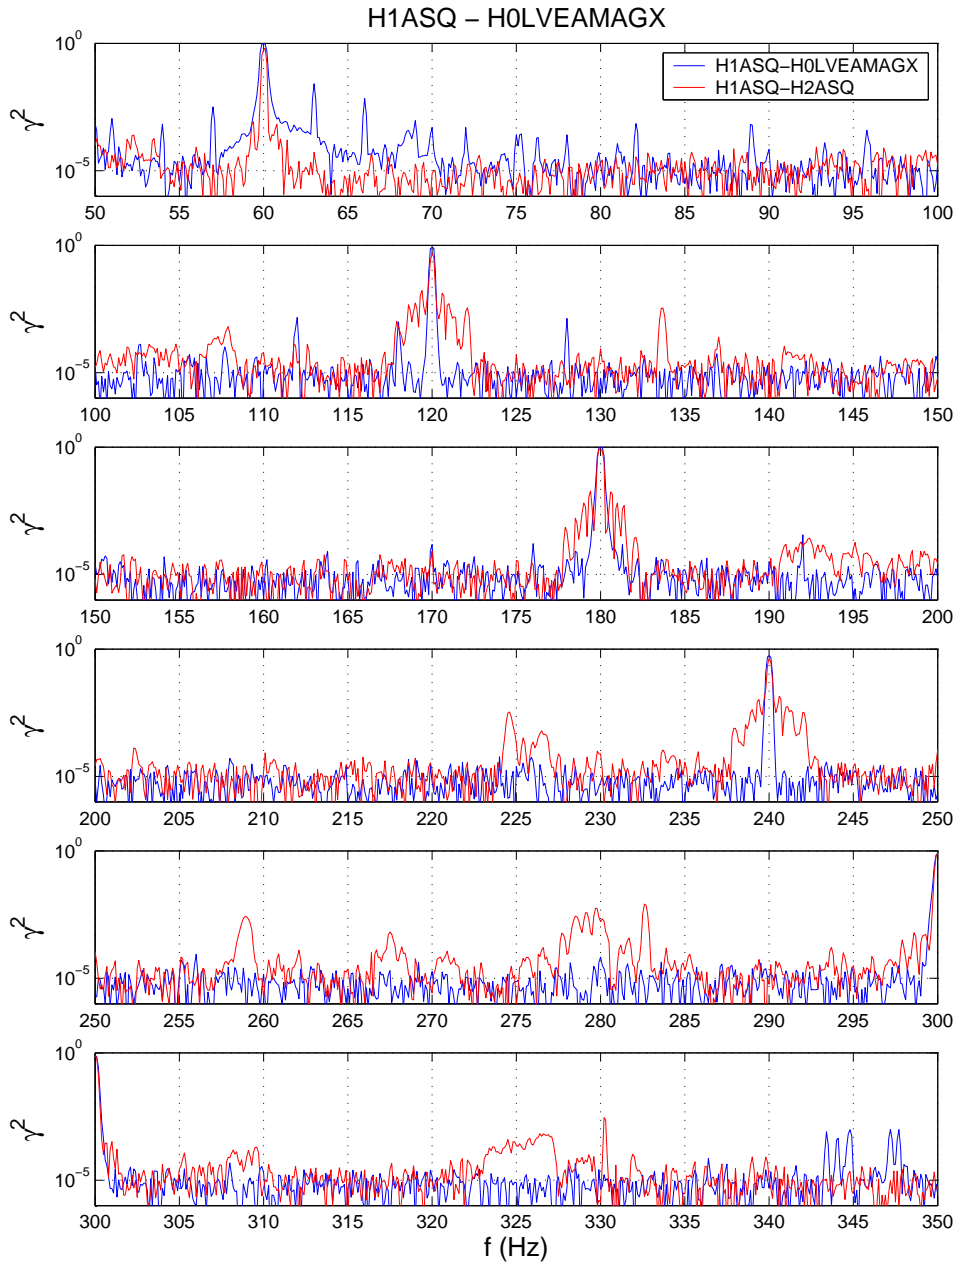 H1ASQ − H0LVEAMAGX
10^0
H1ASQ−H0LVEAMAGX
H1ASQ−H2ASQ
γ^2
10^−5
50 55 60 65 70 75 80 85 90 95 100
10^0
γ^2
10^−5
100 105 110 115 120 125 130 135 140 145 150
10^0
γ^2
10^−5
150 155 160 165 170 175 180 185 190 195 200
10^0
γ^2
10^−5
200 205 210 215 220 225 230 235 240 245 250
10^0
γ^2
10^−5
250 255 260 265 270 275 280 285 290 295 300
10^0
γ^2
10^−5
300 305 310 315 320 325 330 335 340 345 350
f (Hz)